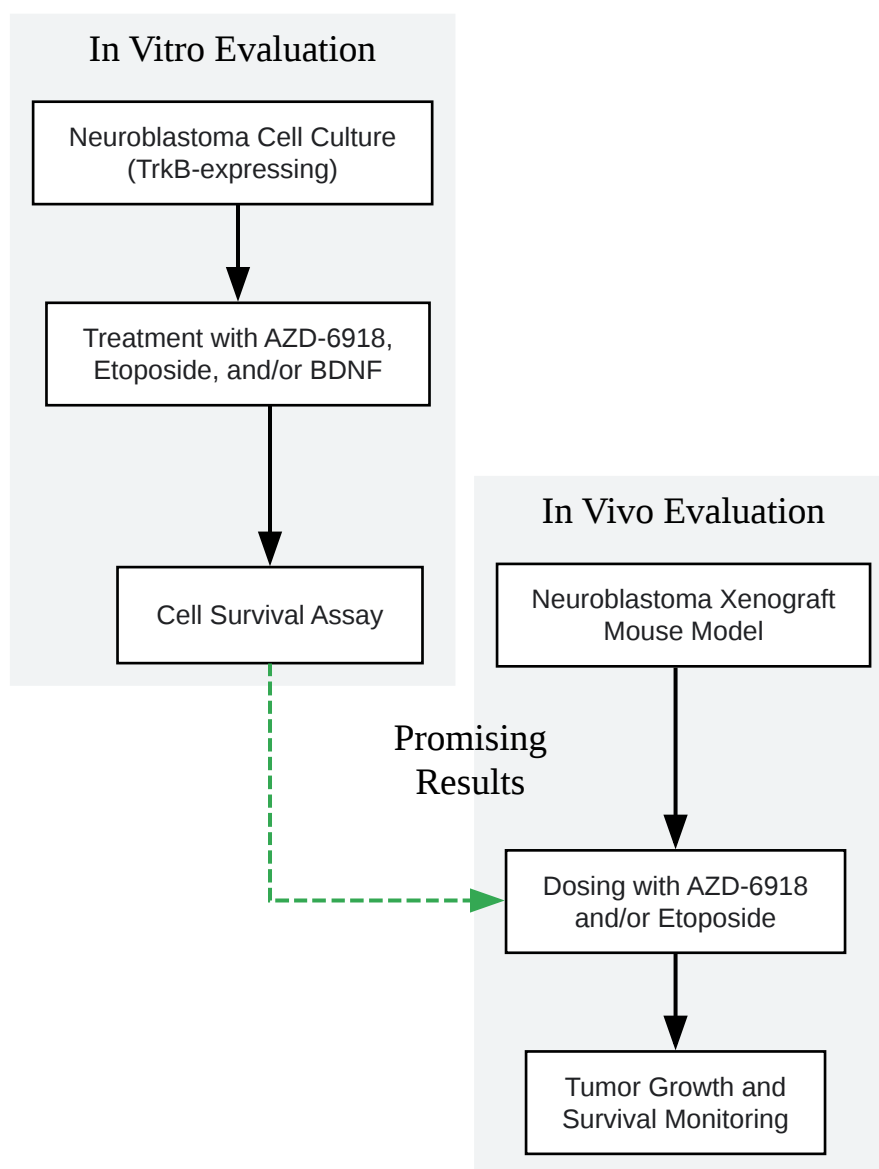 In Vitro Evaluation
Neuroblastoma Cell Culture
(TrkB-expressing)
Treatment with AZD-6918,
Etoposide, and/or BDNF
Cell Survival Assay
Promising
Results
In Vivo Evaluation
Neuroblastoma Xenograft
Mouse Model
Dosing with AZD-6918
and/or Etoposide
Tumor Growth and
Survival Monitoring